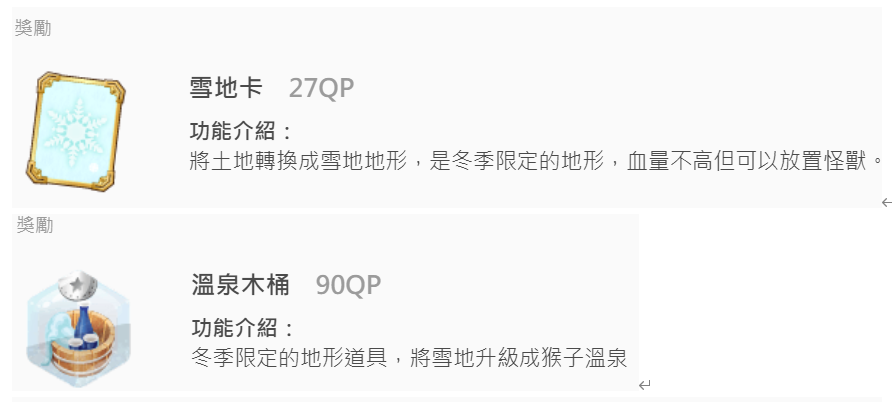 獎勵
雪地卡 27QP
功能介紹：
將土地轉換成雪地地形，是冬季限定的地形，血量不高但可以放置怪獸。
獎勵
溫泉木桶 90QP
功能介紹：
冬季限定的地形道具，將雪地升級成猴子溫泉